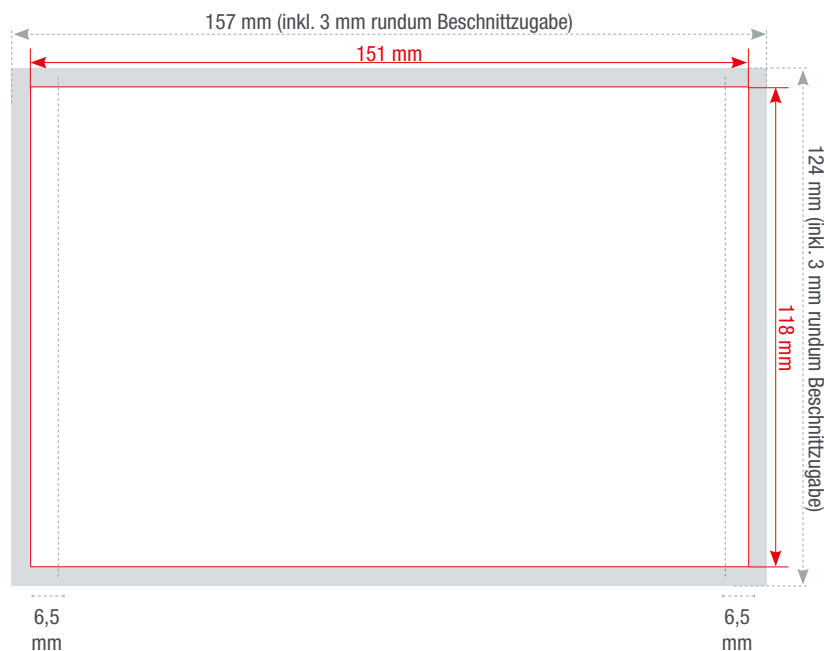 157 mm (inkl. 3 mm rundum Beschnittzugabe)
151 mm
124 mm (inkl. 3 mm rundum Beschnittzugabe)
118 mm
6,5
mm
6,5
mm